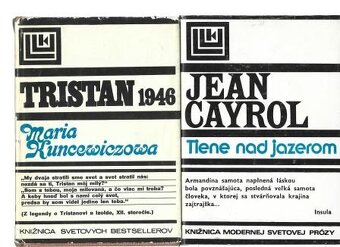 TRISTAN 1946
Maria
Kuncewiczowa
„My dvaja stratili sme svet a svet stratil nás:
nezdá sa ti, Tristan môj milý?"
„Som s tebou, moja milovaná, a čo viac mi treba?
A keby hneď bol s nami celý svet,
predsa by som videl jedine len teba."
(Z legendy o Tristanovi a Izolde, XII. storočie.)
KNIŽNICA SVETOVÝCH BESTSELLEROV
JEAN
CAYROL
Tlene nad jazerom
Armandina samota naplnená láskou
bola povznášajúca, posledná veľká samota
človeka, v ktorej sa stvárňovala krajina
zajtrajška...
Insula
KNIŽNICA MODERNEJ SVETOVEJ PRÓZY